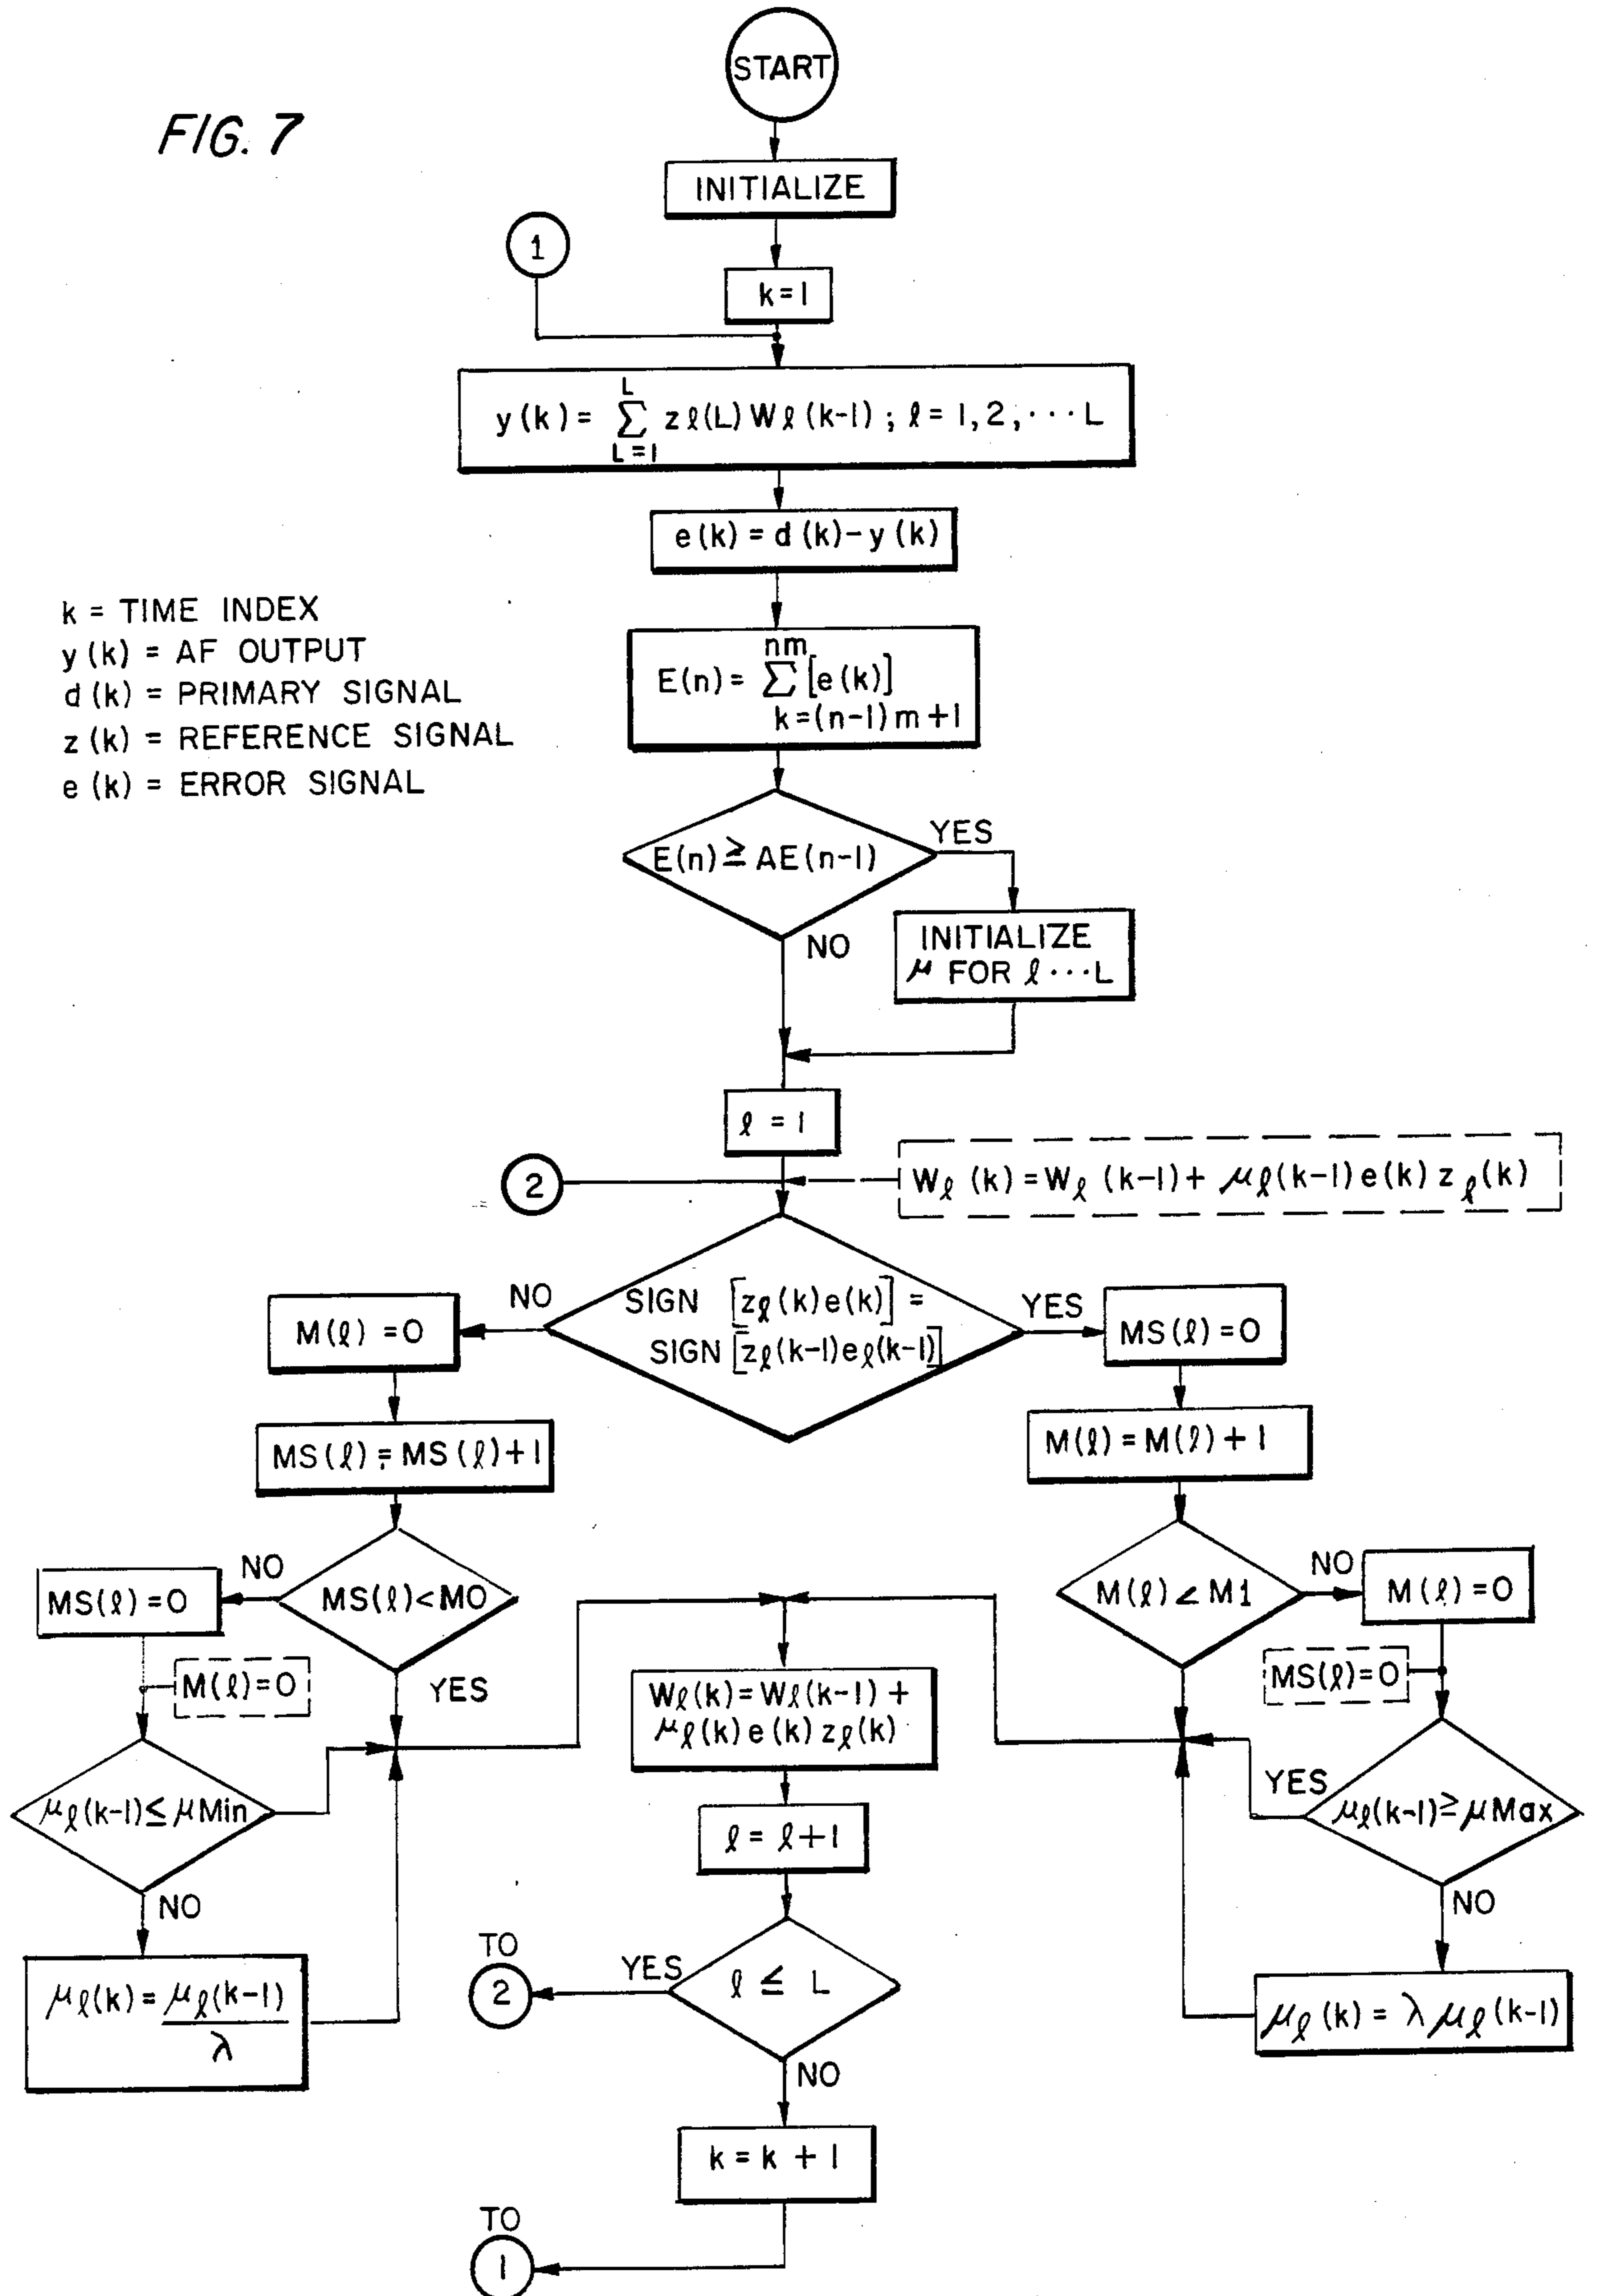 START
FIG. 7
INITIALIZE
1
k=1
y(k) = L Σ L=1 zℓ(L) Wℓ(k-1) ; ℓ = 1, 2, ··· L
e(k) = d(k) − y(k)
k = TIME INDEX
y(k) = AF OUTPUT
d(k) = PRIMARY SIGNAL
z(k) = REFERENCE SIGNAL
e(k) = ERROR SIGNAL
nm
E(n) = Σ [e(k)]
k=(n-1)m+1
E(n) ≧ AE(n-1)
YES
NO
INITIALIZE
μ FOR ℓ ··· L
ℓ = 1
2
Wℓ(k) = Wℓ(k-1) + μℓ(k-1) e(k) zℓ(k)
NO
SIGN [zℓ(k) e(k)] =
SIGN [zℓ(k-1) eℓ(k-1)]
YES
M(ℓ) = 0
MS(ℓ) = 0
MS(ℓ) = MS(ℓ) + 1
M(ℓ) = M(ℓ) + 1
MS(ℓ) = 0
NO
MS(ℓ) < M0
YES
M(ℓ) < M1
NO
M(ℓ) = 0
M(ℓ) = 0
MS(ℓ) = 0
Wℓ(k) = Wℓ(k-1) +
μℓ(k) e(k) zℓ(k)
μℓ(k-1) ≤ μMin
NO
ℓ = ℓ+1
YES
μℓ(k-1) ≥ μMax
NO
μℓ(k) = μℓ(k-1)
λ
TO
2
YES
ℓ ≤ L
NO
μℓ(k) = λ μℓ(k-1)
k = k + 1
TO
1